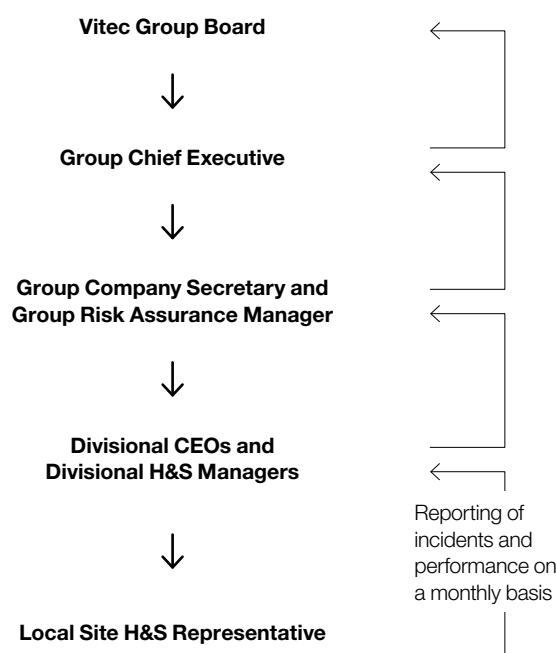 Vitec Group Board
Group Chief Executive
Group Company Secretary and
Group Risk Assurance Manager
Divisional CEOs and
Divisional H&S Managers
Reporting of
incidents and
performance on
a monthly basis
Local Site H&S Representative